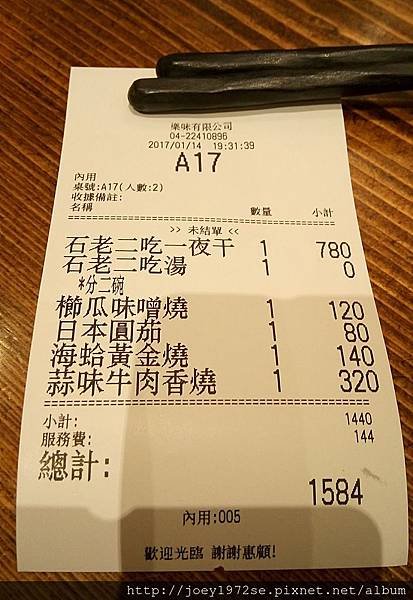 樂味有限公司
04-22410896
2017/01/14 19:31:39
A17
內用
桌號:A17(人數:2)
收據備註:
名稱 數量 小計
>> 未結單 <<
石老二吃一夜干 1 780
石老二吃湯 1 0
*分二碗
櫛瓜味噌燒 1 120
日本圓茄 1 80
海蛤黃金燒 1 140
蒜味牛肉香燒 1 320
小計: 1440
服務費: 144
總計:
1584
內用:005
歡迎光臨 謝謝惠顧!
http://joey1972se.pixnet.net/album